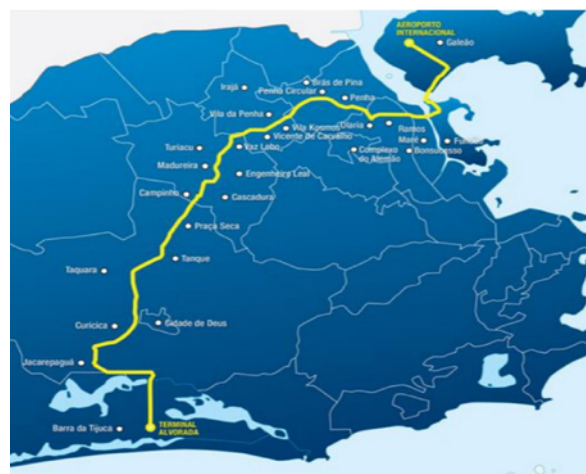 AEROPORTO
INTERNACIONAL
Galeão
Brás de Pina
Irajá
Penha Circular
Penha
Vila da Penha
Vila Kosmos
Olaria
Ramos
Vicente de Carvalho
Maré
Fundão
Turiacu
Vaz Lobo
Complexo
do Alemão
Bonsucesso
Madureira
Engenheiro Leal
Campinho
Cascadura
Praça Seca
Tanque
Taquara
Curicica
Cidade de Deus
Jacarepaguá
Barra da Tijuca
TERMINAL
ALVORADA